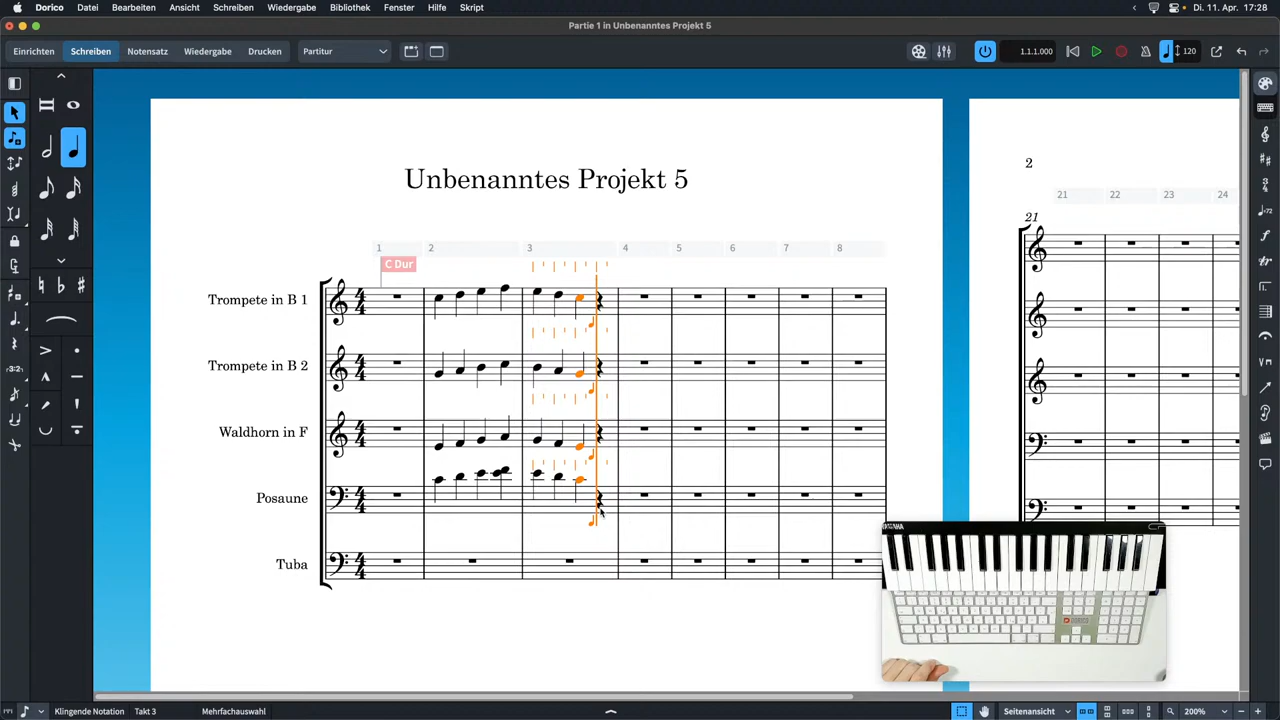 Dorico Datei Bearbeiten Ansicht Schreiben Wiedergabe Bibliothek Fenster Hilfe Skript Di. 11. Apr. 17:28
Partie 1 in Unbenanntes Projekt 5
Einrichten Schreiben Notensatz Wiedergabe Drucken Partitur 1.1.1.000 120
Unbenanntes Projekt 5
2
21 22 23 24
21
1 2 3 4 5 6 7 8
C Dur
Trompete in B 1
Trompete in B 2
Waldhorn in F
Posaune
Tuba
YAMAHA
DORICO
Klingende Notation Takt 3 Mehrfachauswahl Seitenansicht 200%